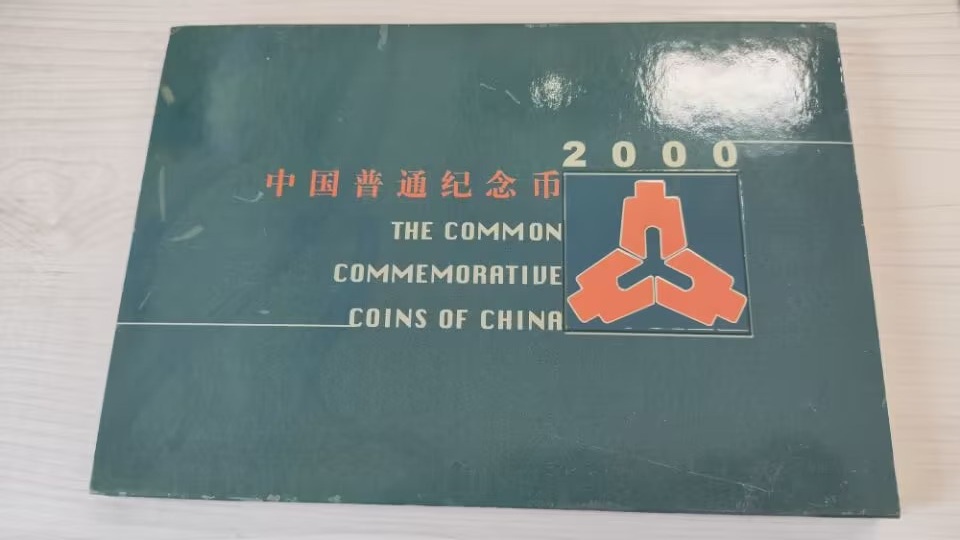 2000
中国普通纪念币
THE COMMON
COMMEMORATIVE
COINS OF CHINA